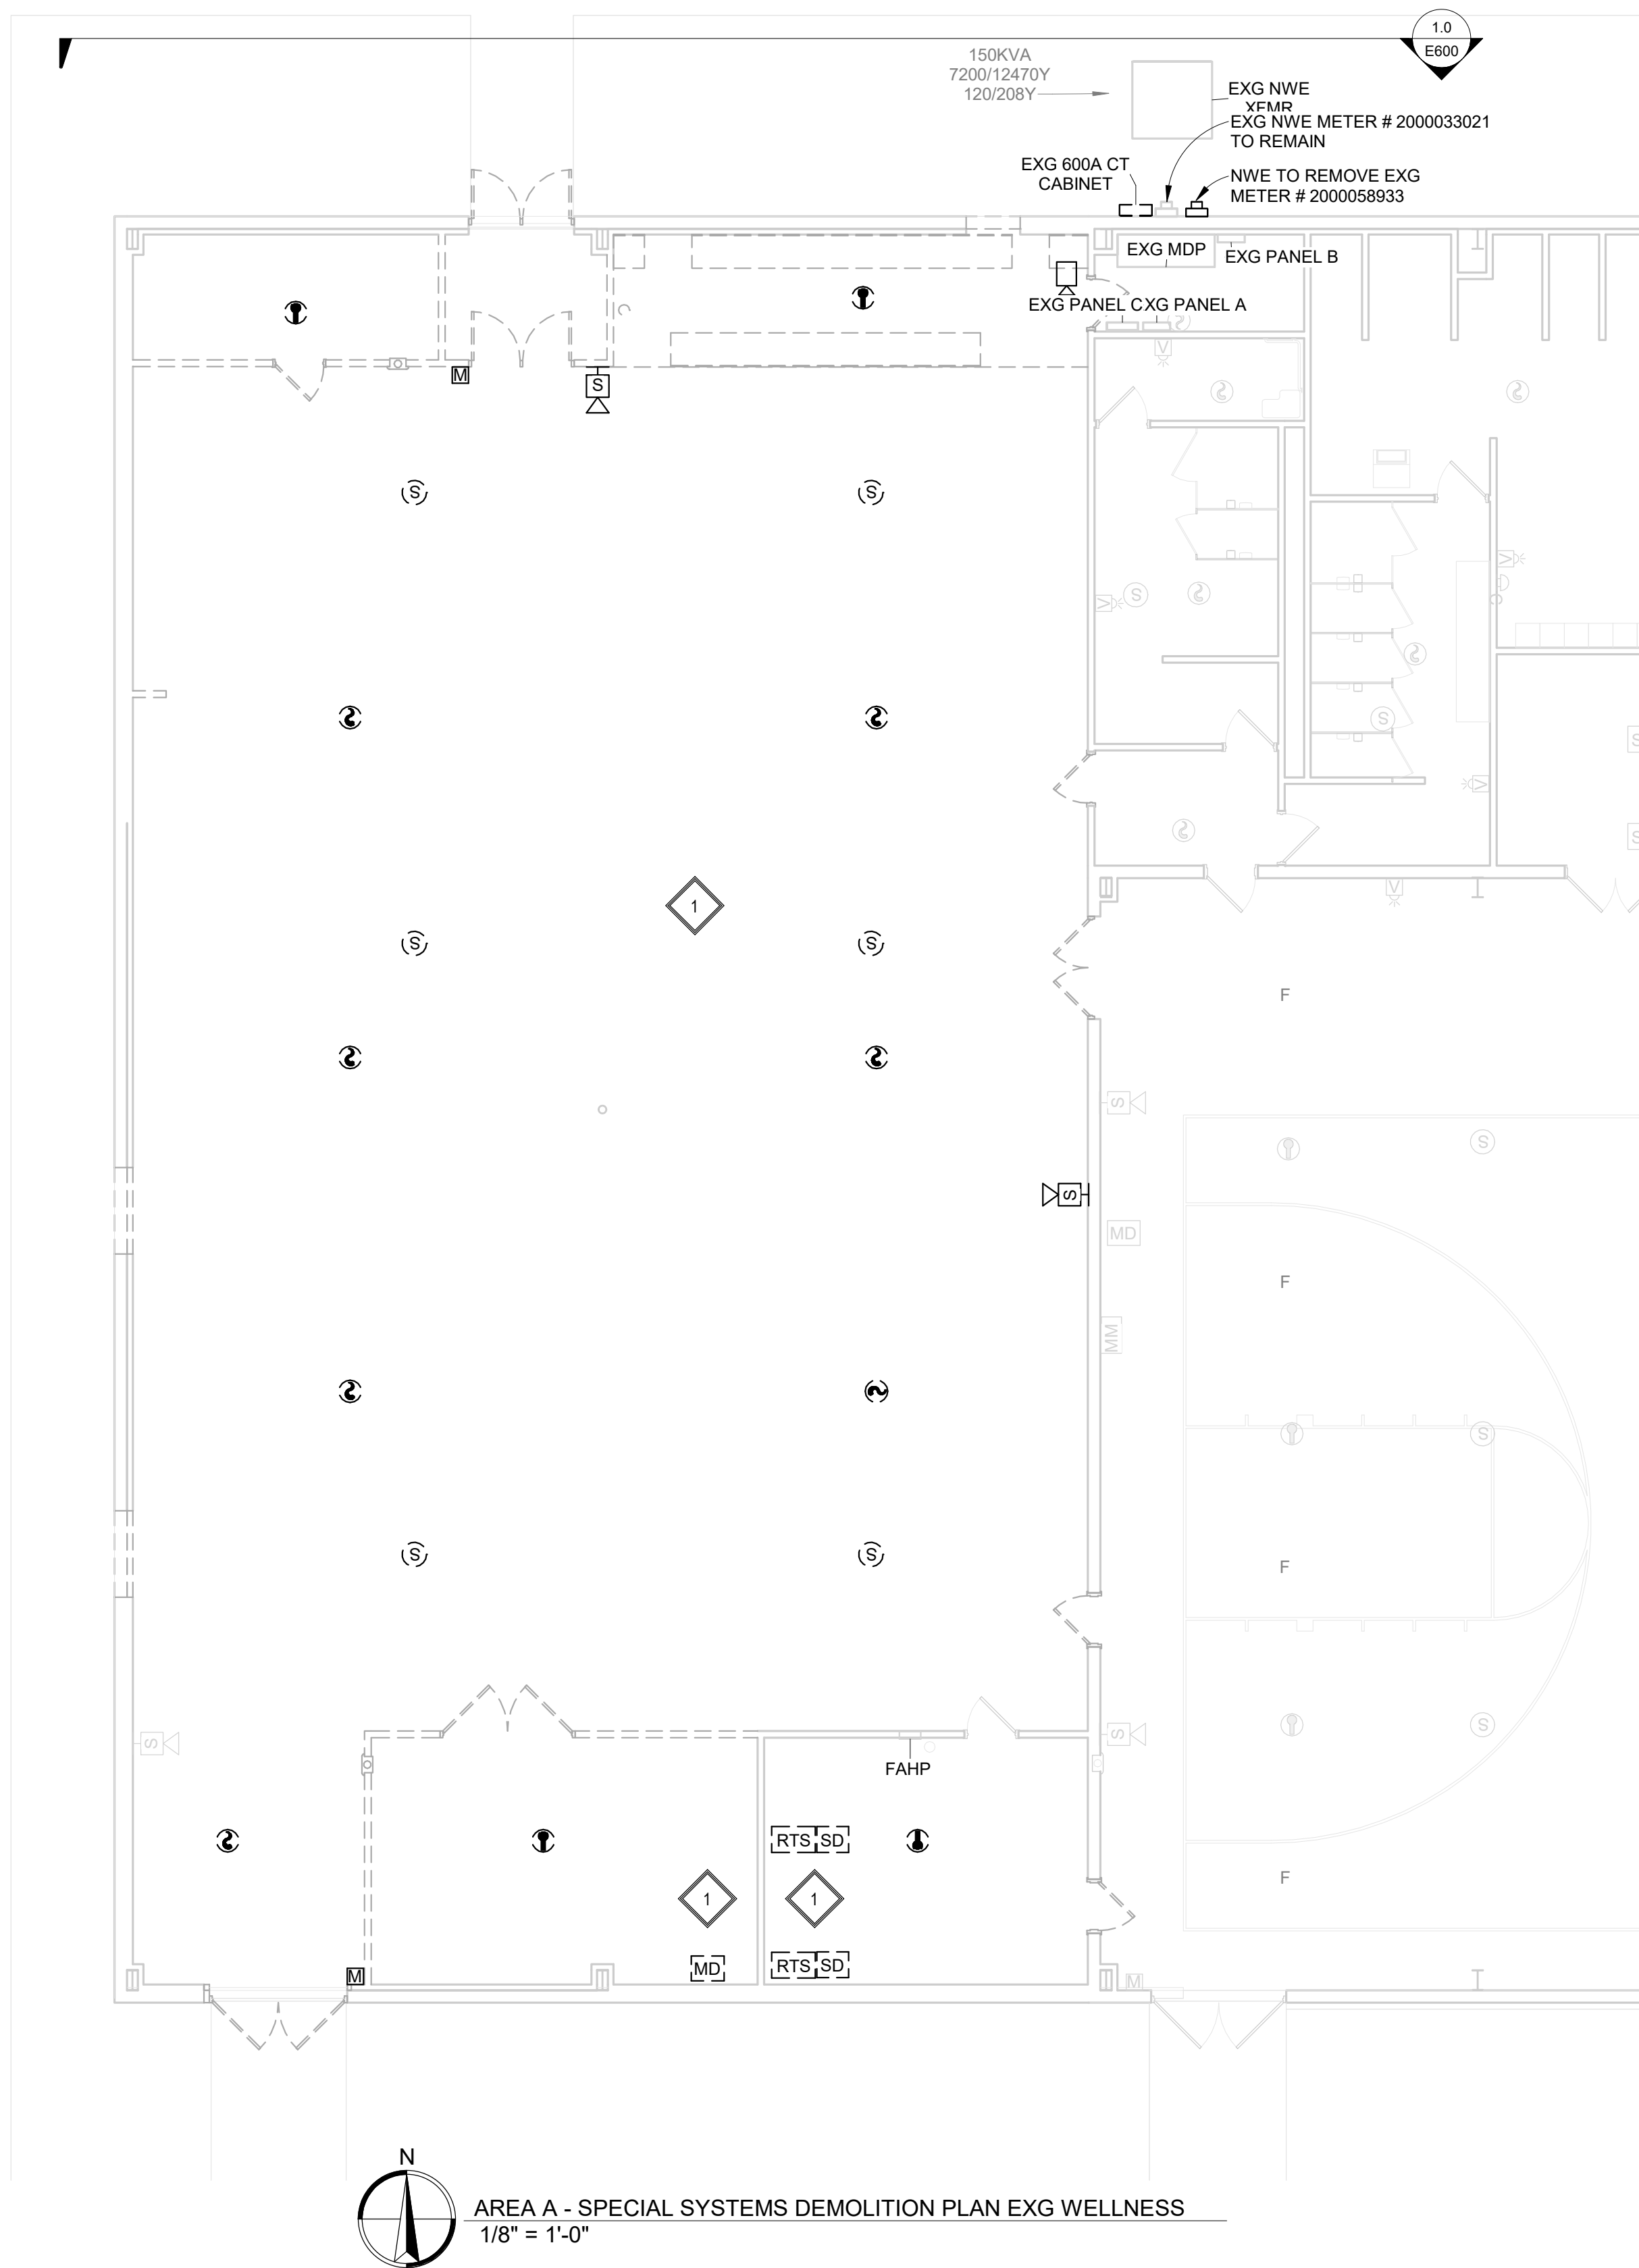 1.0
E600
150KVA
7200/12470Y
120/208Y
EXG NWE
XFMR
EXG NWE METER # 2000033021
TO REMAIN
EXG 600A CT
CABINET
NWE TO REMOVE EXG
METER # 2000058933
EXG MDP
EXG PANEL B
EXG PANEL C
XG PANEL A
C
V
M
S
S
S
V
V
S
C
S
S
V
S
V
1
S
S
F
S
S
S
S
MD
F
MM
S
F
S
S
S
S
S
FAHP
RTS
SD
1
1
F
MD
RTS
SD
M
M
N
AREA A - SPECIAL SYSTEMS DEMOLITION PLAN EXG WELLNESS
1/8" = 1'-0"